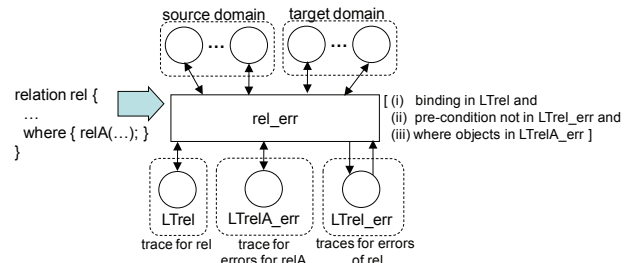 source domain
target domain
...
...
relation rel {
...
where { relA(...); }
}
rel_err
[ (i) binding in LTrel and
(ii) pre-condition not in LTrel_err and
(iii) where objects in LTrelA_err ]
LTrel
LTrelA_err
LTrel_err
trace for rel
trace for
errors for relA
traces for errors
of rel